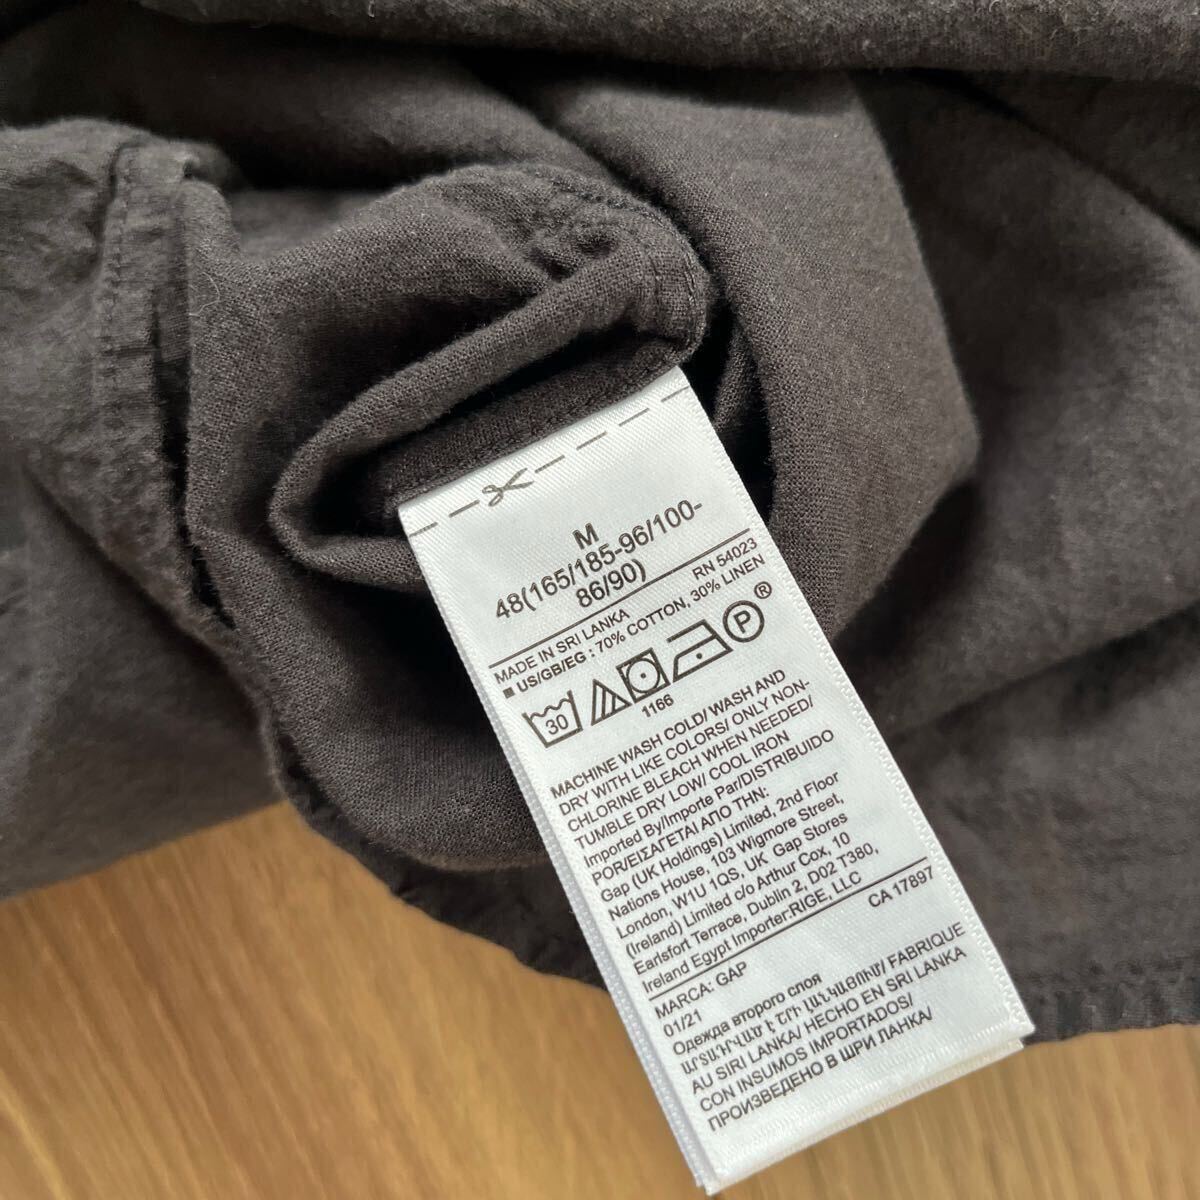 M
48(165/185-96/100-
86/90)
MADE IN SRI LANKA RN 54023
■ US/GB/EG : 70% COTTON, 30% LINEN
30 P ®
1166
MACHINE WASH COLD/ WASH AND
DRY WITH LIKE COLORS/ ONLY NON-
CHLORINE BLEACH WHEN NEEDED/
TUMBLE DRY LOW/ COOL IRON
Imported By/Importe Par/DISTRIBUIDO
POR/ΕΙΣΑΓΕΤΑΙ ΑΠΟ ΤΗΝ:
Gap (UK Holdings) Limited, 2nd Floor
Nations House, 103 Wigmore Street,
London, W1U 1QS, UK Gap Stores
(Ireland) Limited c/o Arthur Cox, 10
Earlsfort Terrace, Dublin 2, D02 T380,
Ireland Egypt Importer:RIGE, LLC
CA 17897
MARCA: GAP
01/21
Одежда второго слоя
ԱՐՏԱԴՐՎԱԾ Է ՇՐԻ ԼԱՆԿԱՅՈՒՄ/ FABRIQUE
AU SIRI LANKA/ HECHO EN SRI LANKA
CON INSUMOS IMPORTADOS/
ПРОИЗВЕДЕНО В ШРИ ЛАНКА/